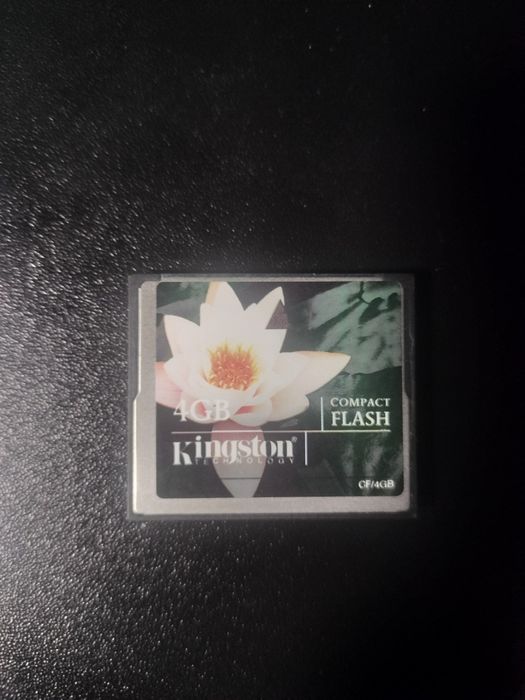 4GB
COMPACT
FLASH
Kingston®
TECHNOLOGY
CF/4GB